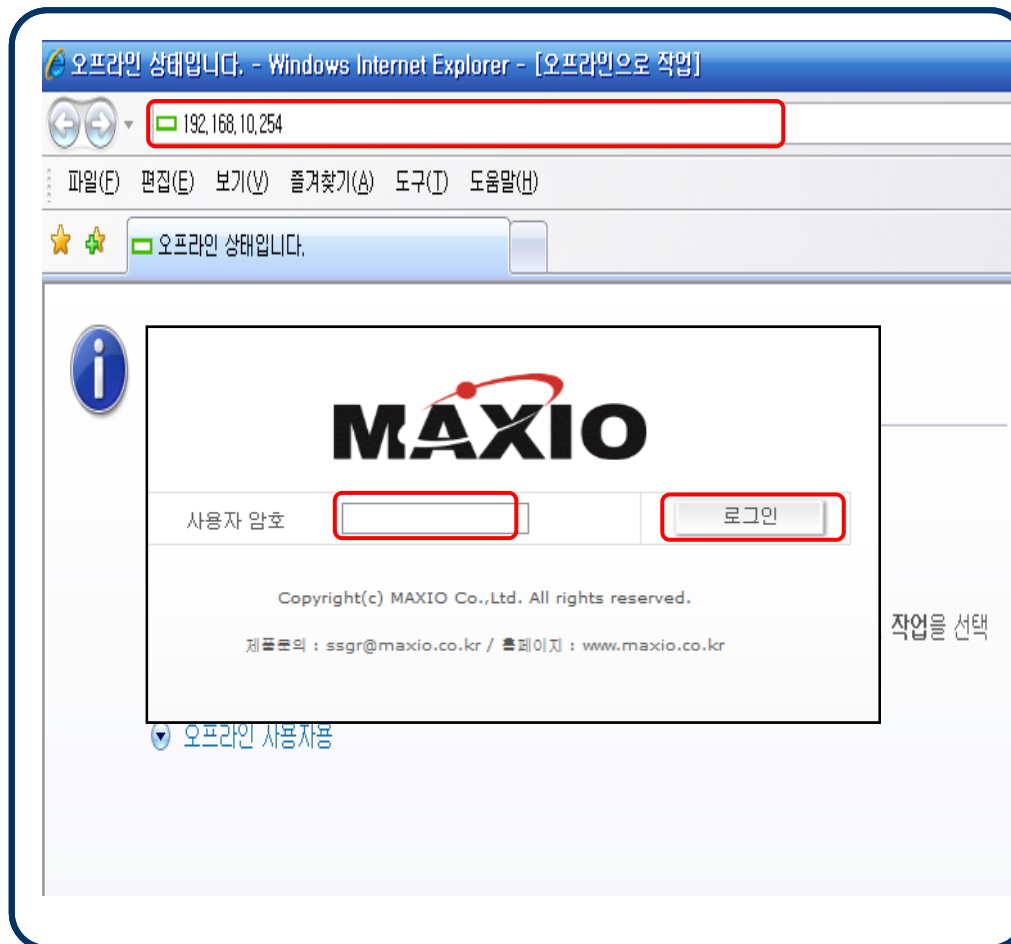 오프라인 상태입니다. - Windows Internet Explorer - [오프라인으로 작업]
192.168.10.254
파일(F) 편집(E) 보기(V) 즐겨찾기(A) 도구(T) 도움말(H)
오프라인 상태입니다.
MAXIO
사용자 암호 로그인
Copyright(c) MAXIO Co.,Ltd. All rights reserved.
제품문의 : ssgr@maxio.co.kr / 홈페이지 : www.maxio.co.kr
작업을 선택
오프라인 사용자용